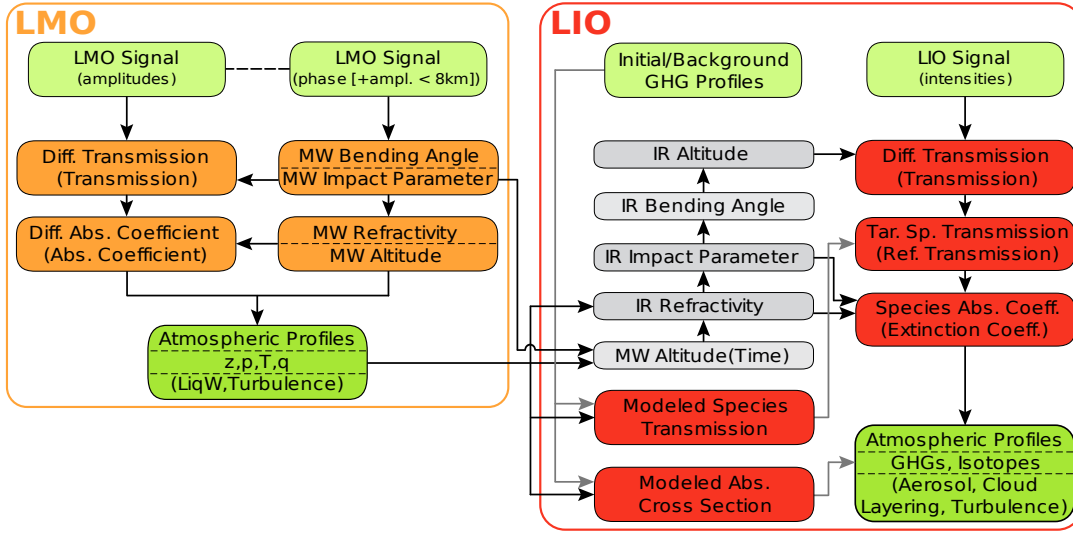 LMO
LMO Signal
(amplitudes)
LMO Signal
(phase [+ampl. < 8km])
Diff. Transmission
(Transmission)
MW Bending Angle
MW Impact Parameter
Diff. Abs. Coefficient
(Abs. Coefficient)
MW Refractivity
MW Altitude
Atmospheric Profiles
z,p,T,q
(LiqW,Turbulence)
LIO
Initial/Background
GHG Profiles
LIO Signal
(intensities)
IR Altitude
IR Bending Angle
IR Impact Parameter
IR Refractivity
MW Altitude(Time)
Modeled Species
Transmission
Modeled Abs.
Cross Section
Diff. Transmission
(Transmission)
Tar. Sp. Transmission
(Ref. Transmission)
Species Abs. Coeff.
(Extinction Coeff.)
Atmospheric Profiles
GHGs, Isotopes
(Aerosol, Cloud
Layering, Turbulence)